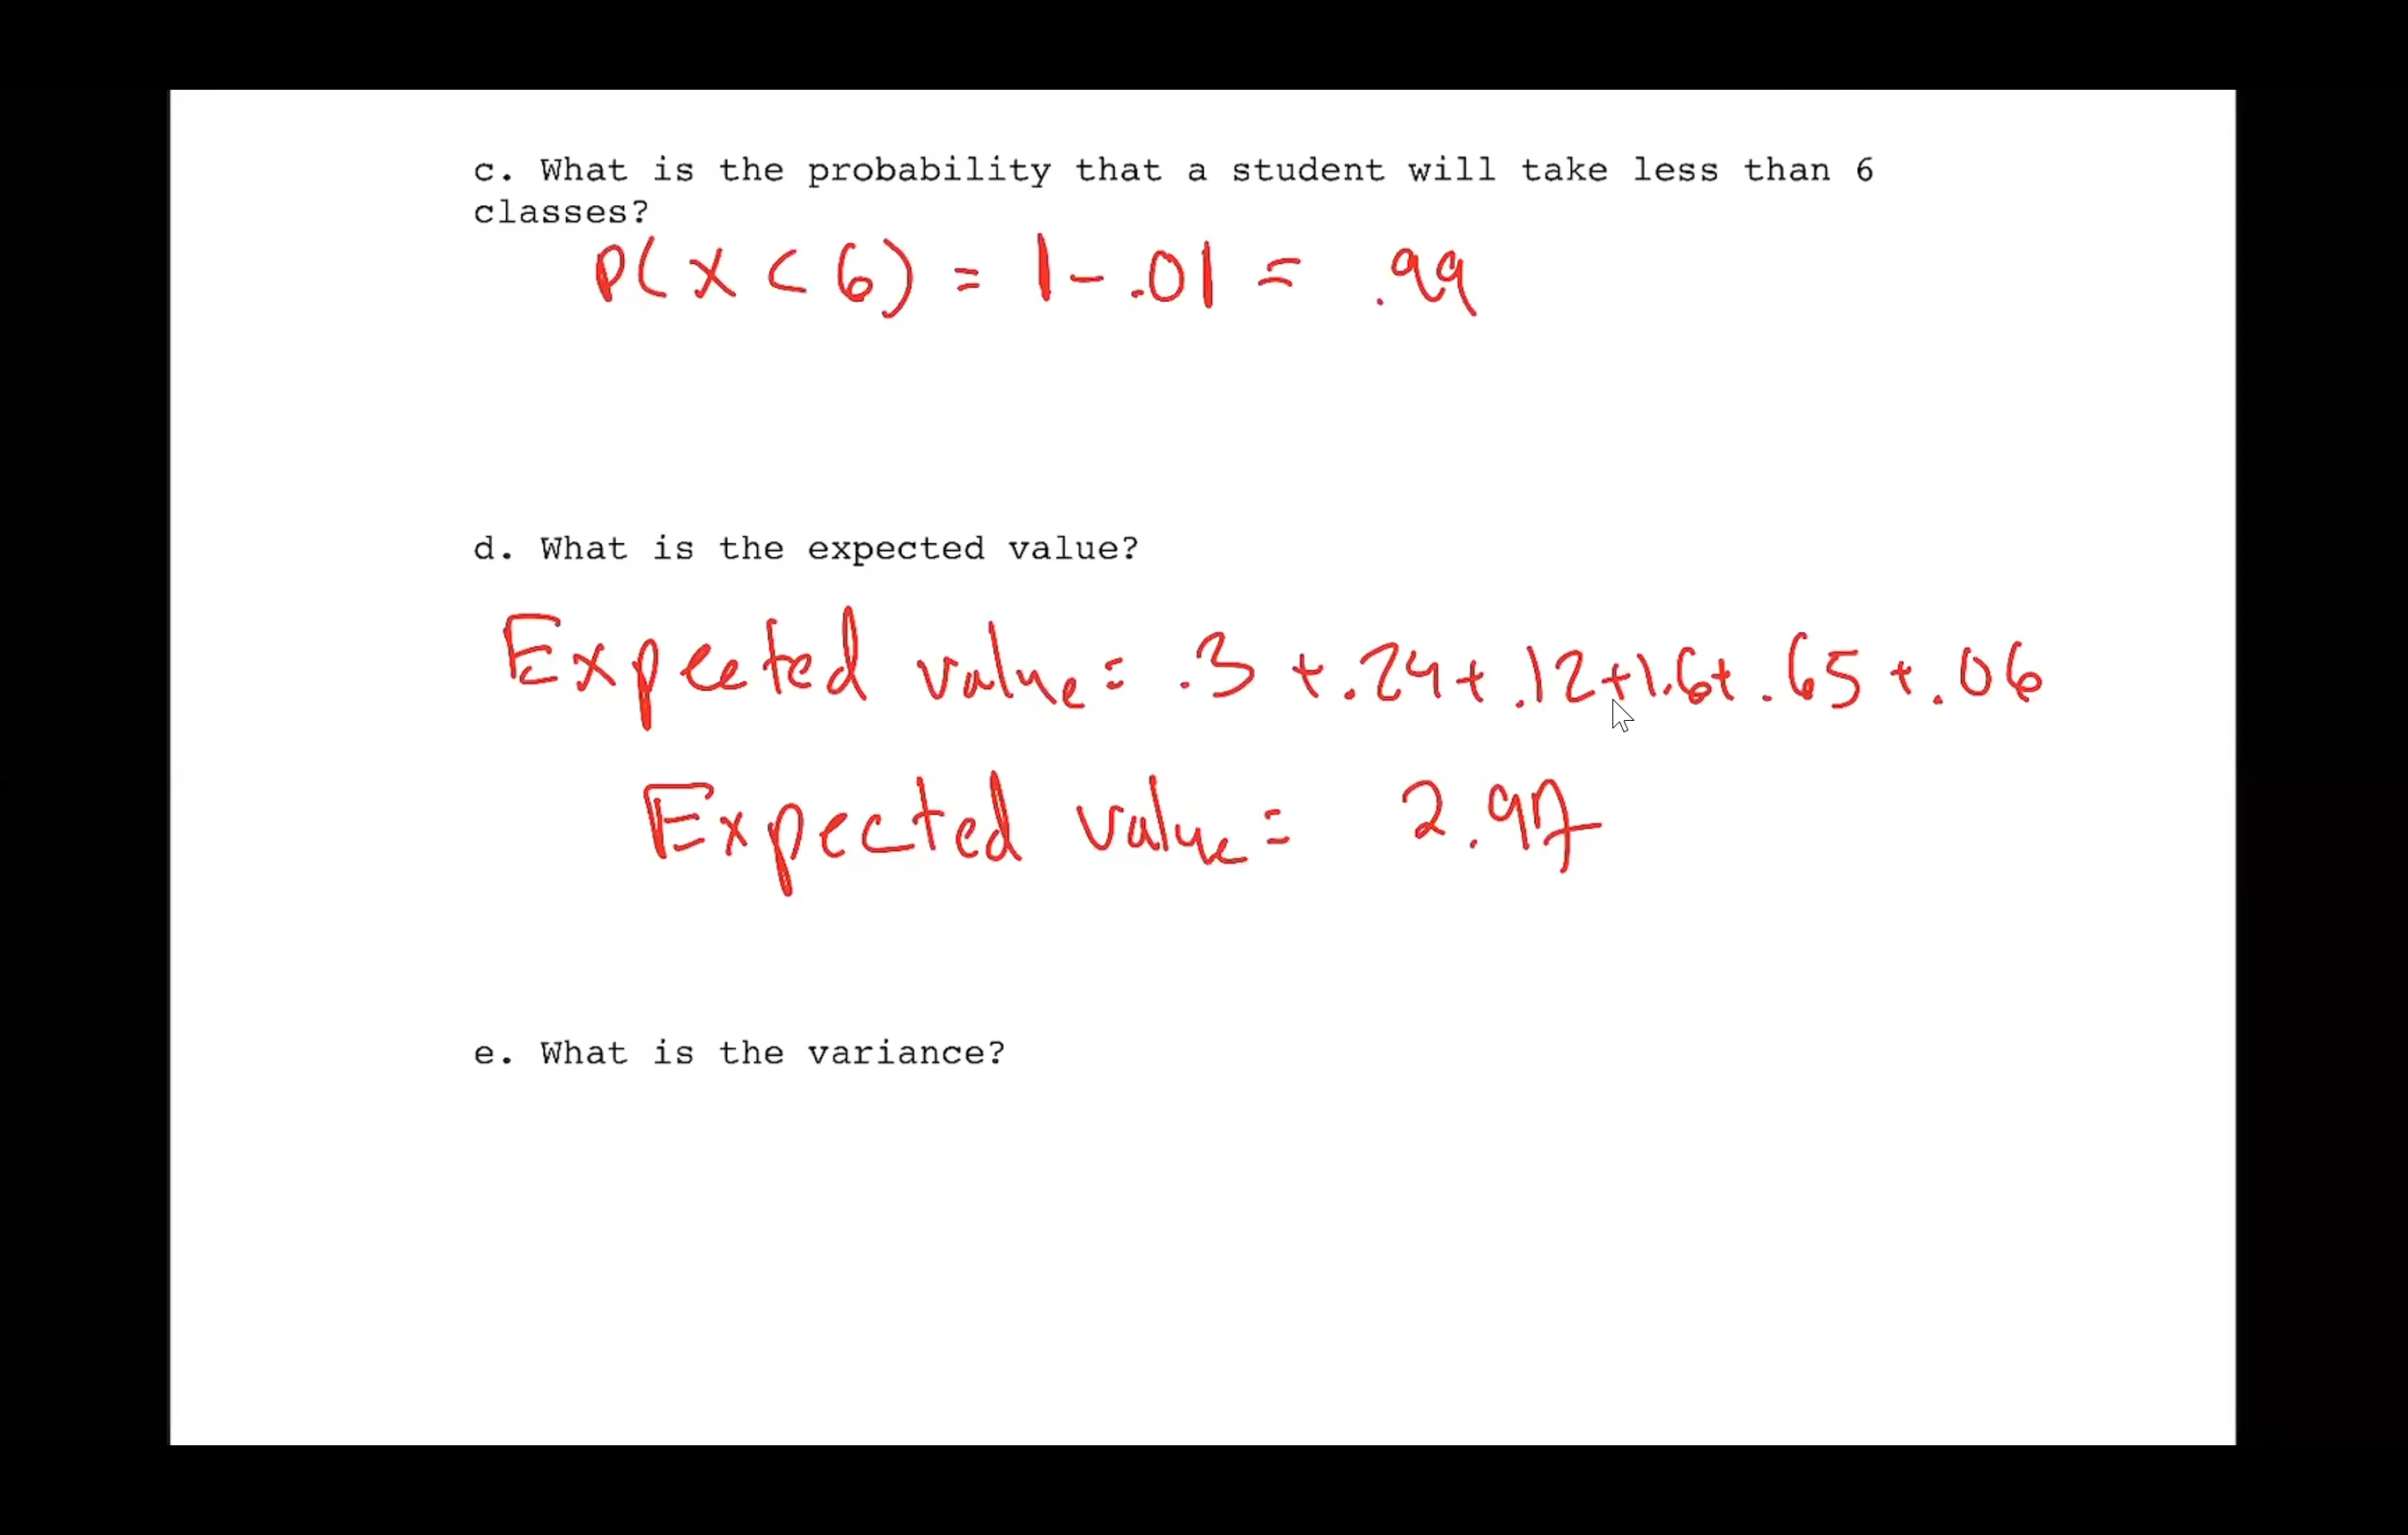 c. What is the probability that a student will take less than 6
classes?
P(x < 6) = 1 - .01 = .99
d. What is the expected value?
Expected value = .3 + .24 + .12 + 1.6 + .65 + .06
Expected value = 2.97
e. What is the variance?